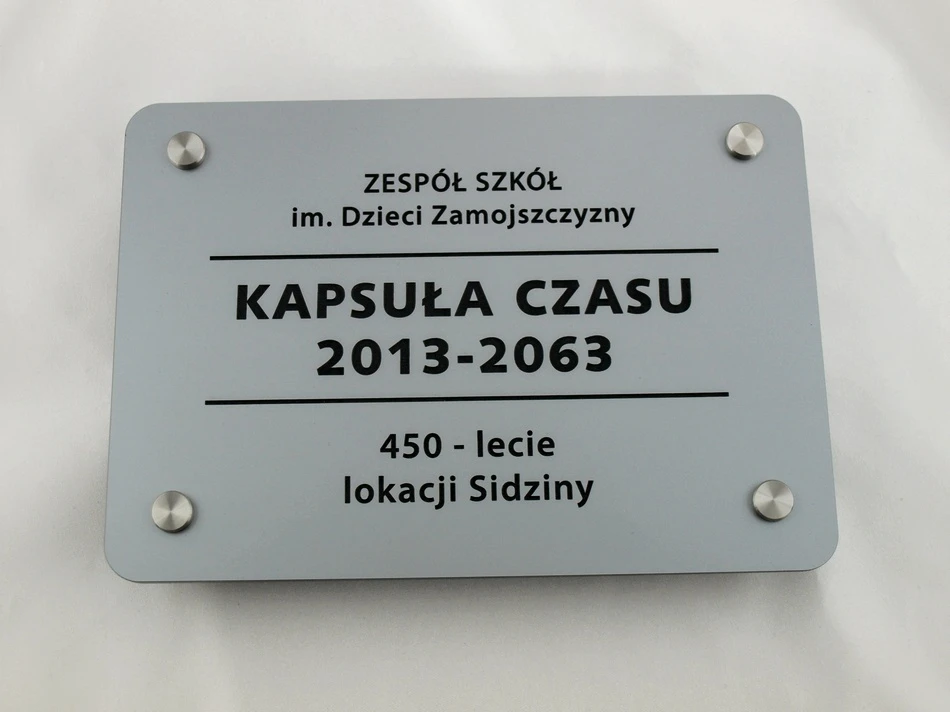 ZESPÓŁ SZKÓŁ
im. Dzieci Zamojszczyzny
KAPSUŁA CZASU
2013-2063
450 - lecie
lokacji Sidziny